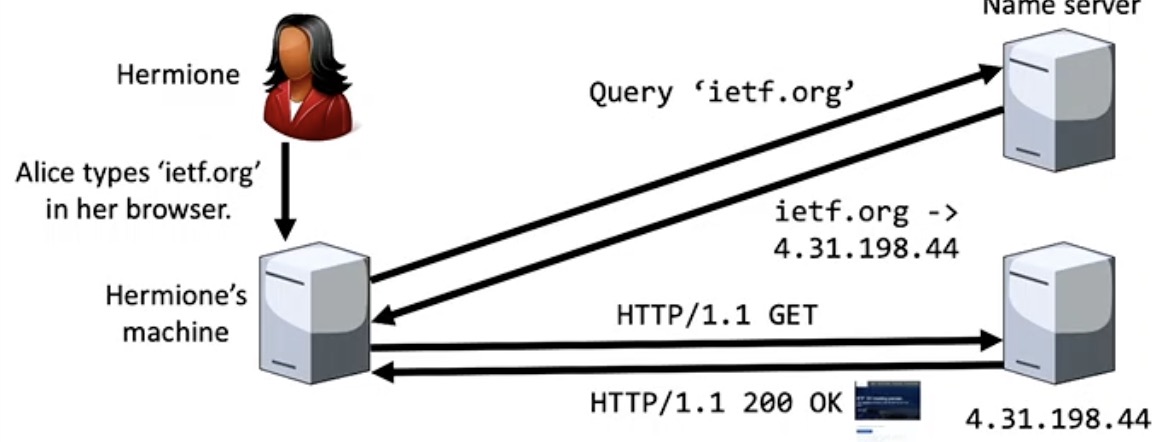 Name server
Hermione
Query ‘ietf.org’
Alice types ‘ietf.org’
in her browser.
ietf.org ->
4.31.198.44
Hermione’s
machine
HTTP/1.1 GET
HTTP/1.1 200 OK
4.31.198.44